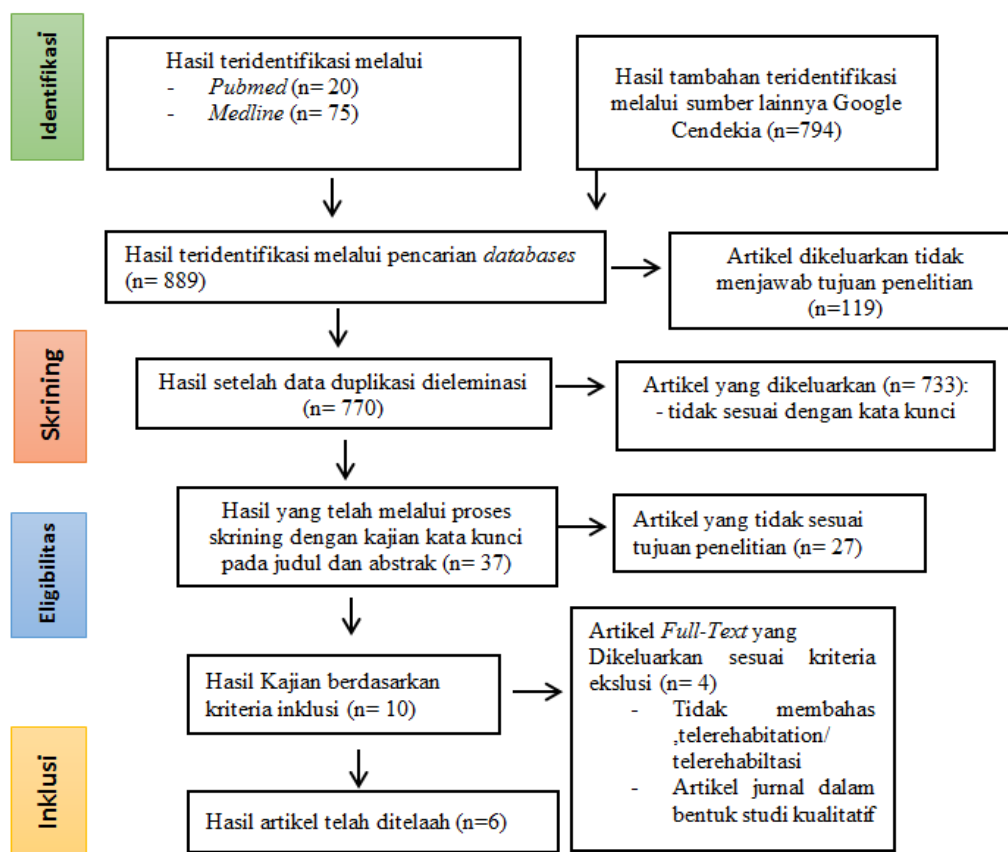 Identifikasi
Hasil teridentifikasi melalui
- Pubmed (n= 20)
- Medline (n= 75)
Hasil tambahan teridentifikasi
melalui sumber lainnya Google
Cendekia (n=794)
Hasil teridentifikasi melalui pencarian databases
(n= 889)
Artikel dikeluarkan tidak
menjawab tujuan penelitian
(n=119)
Skrining
Hasil setelah data duplikasi dieleminasi
(n= 770)
Artikel yang dikeluarkan (n= 733):
- tidak sesuai dengan kata kunci
Eligibilitas
Hasil yang telah melalui proses
skrining dengan kajian kata kunci
pada judul dan abstrak (n= 37)
Artikel yang tidak sesuai
tujuan penelitian (n= 27)
Hasil Kajian berdasarkan
kriteria inklusi (n= 10)
Artikel Full-Text yang
Dikeluarkan sesuai kriteria
ekslusi (n= 4)
- Tidak membahas
,telerehabitation/
telerehabiltasi
- Artikel jurnal dalam
bentuk studi kualitatif
Inklusi
Hasil artikel telah ditelaah (n=6)